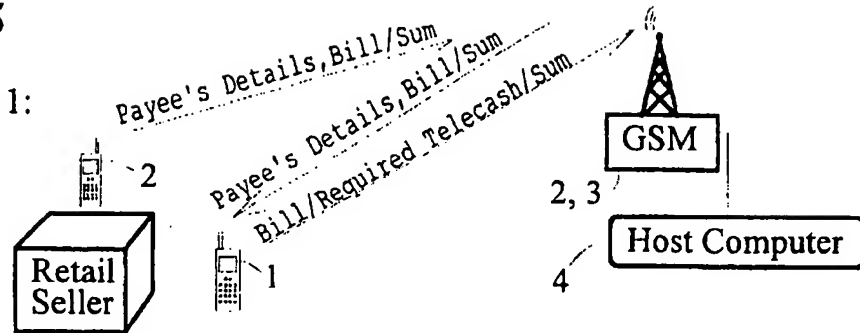 1:
Payee's Details,Bill/Sum
Payee's Details,Bill/Sum
Bill/Required Telecash/Sum
2
1
GSM
2, 3
Retail
Seller
4
Host Computer